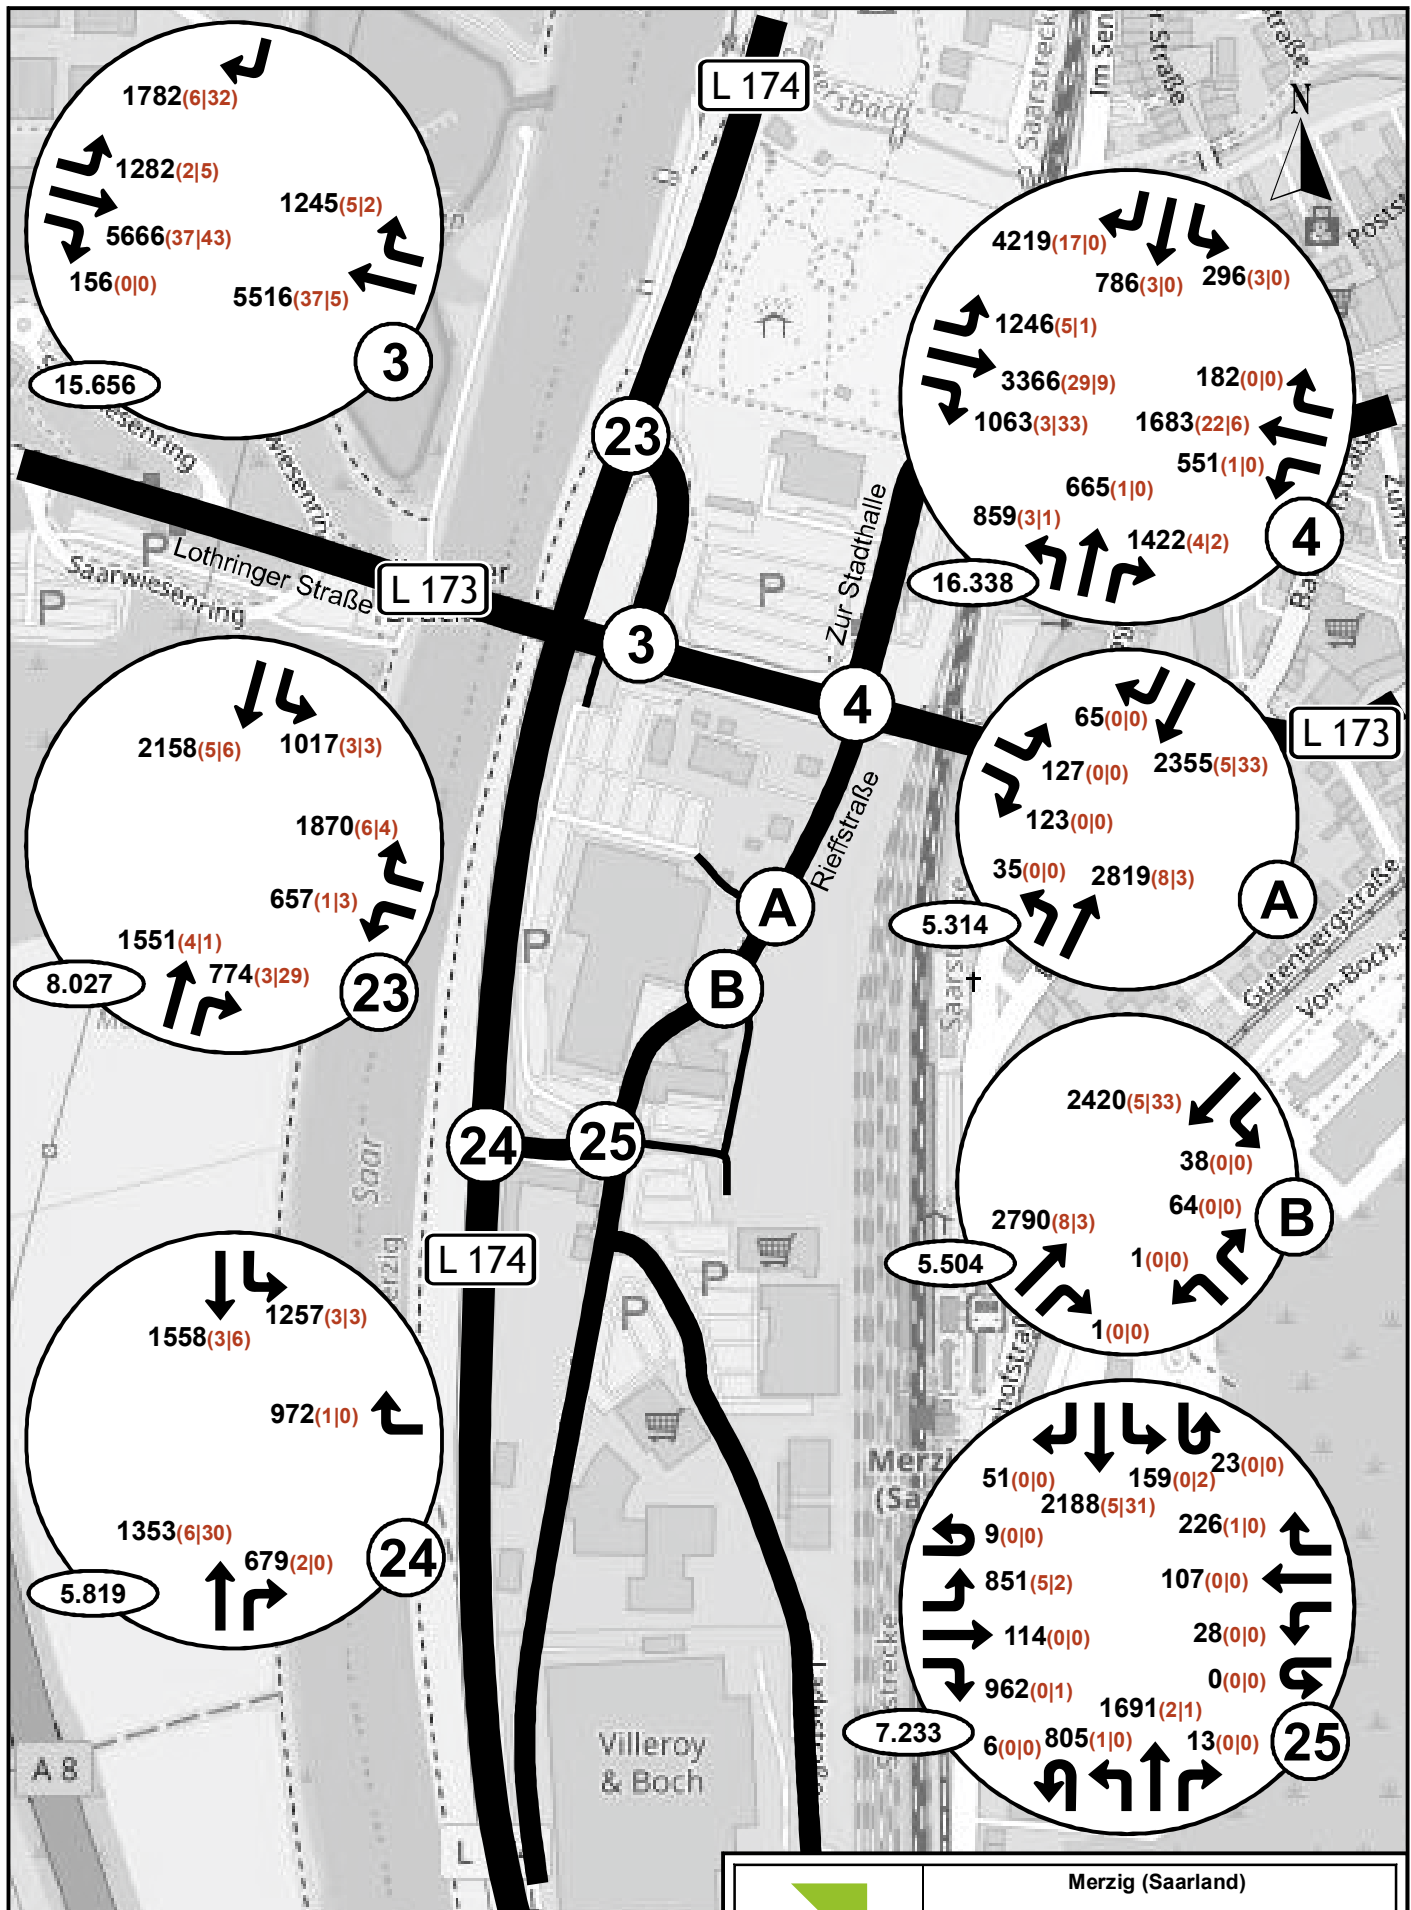 L 174
N
1782(6|32)
1282(2|5)
5666(37|43)
156(0|0)
1245(5|2)
5516(37|5)
3
15.656
4219(17|0)
786(3|0)
296(3|0)
1246(5|1)
3366(29|9)
1063(3|33)
182(0|0)
1683(22|6)
551(1|0)
665(1|0)
859(3|1)
1422(4|2)
4
16.338
Saarstrecke
Im Sen
Posts
23
Zur Stadthalle
Lothringer Straße
Saarwiesenring
L 173
3
4
L 173
P
P
P
2158(5|6)
1017(3|3)
1870(6|4)
657(1|3)
1551(4|1)
774(3|29)
23
8.027
65(0|0)
2355(5|33)
127(0|0)
123(0|0)
35(0|0)
2819(8|3)
A
5.314
Rieffstraße
A
B
P
Gutenbergstraße
Von-Boch-
2420(5|33)
38(0|0)
64(0|0)
1(0|0)
2790(8|3)
1(0|0)
B
5.504
24
25
Saar
L 174
P
P
1558(3|6)
1257(3|3)
972(1|0)
1353(6|30)
679(2|0)
24
5.819
51(0|0)
2188(5|31)
159(0|2)
23(0|0)
9(0|0)
851(5|2)
114(0|0)
962(0|1)
226(1|0)
107(0|0)
28(0|0)
0(0|0)
6(0|0)
805(1|0)
1691(2|1)
13(0|0)
25
7.233
Villeroy
& Boch
A 8
L
Merzig (Saarland)